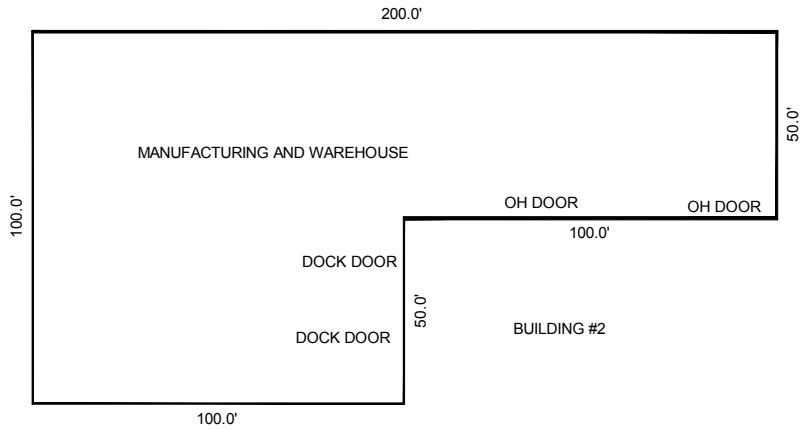 200.0'
50.0'
MANUFACTURING AND WAREHOUSE
100.0'
OH DOOR
OH DOOR
100.0'
DOCK DOOR
50.0'
BUILDING #2
DOCK DOOR
100.0'